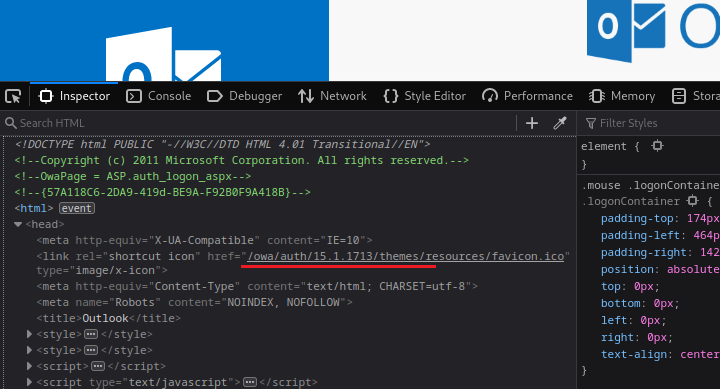 O
Inspector Console Debugger Network Style Editor Performance Memory Stora
Search HTML
Filter Styles
<!DOCTYPE html PUBLIC "-//W3C//DTD HTML 4.01 Transitional//EN">
<!--Copyright (c) 2011 Microsoft Corporation. All rights reserved.-->
<!--OwaPage = ASP.auth_logon_aspx-->
<!--{57A118C6-2DA9-419d-BE9A-F92B0F9A418B}-->
<html> event
<head>
<meta http-equiv="X-UA-Compatible" content="IE=10">
<link rel="shortcut icon" href="/owa/auth/15.1.1713/themes/resources/favicon.ico"
type="image/x-icon">
<meta http-equiv="Content-Type" content="text/html; CHARSET=utf-8">
<meta name="Robots" content="NOINDEX, NOFOLLOW">
<title>Outlook</title>
<style></style>
<style></style>
<script></script>
<script type="text/javascript"></script>
element {
}
.mouse .logonContainer
.logonContainer {
padding-top: 174px
padding-left: 464p
padding-right: 142
position: absolute
top: 0px;
bottom: 0px;
left: 0px;
right: 0px;
text-align: center
}